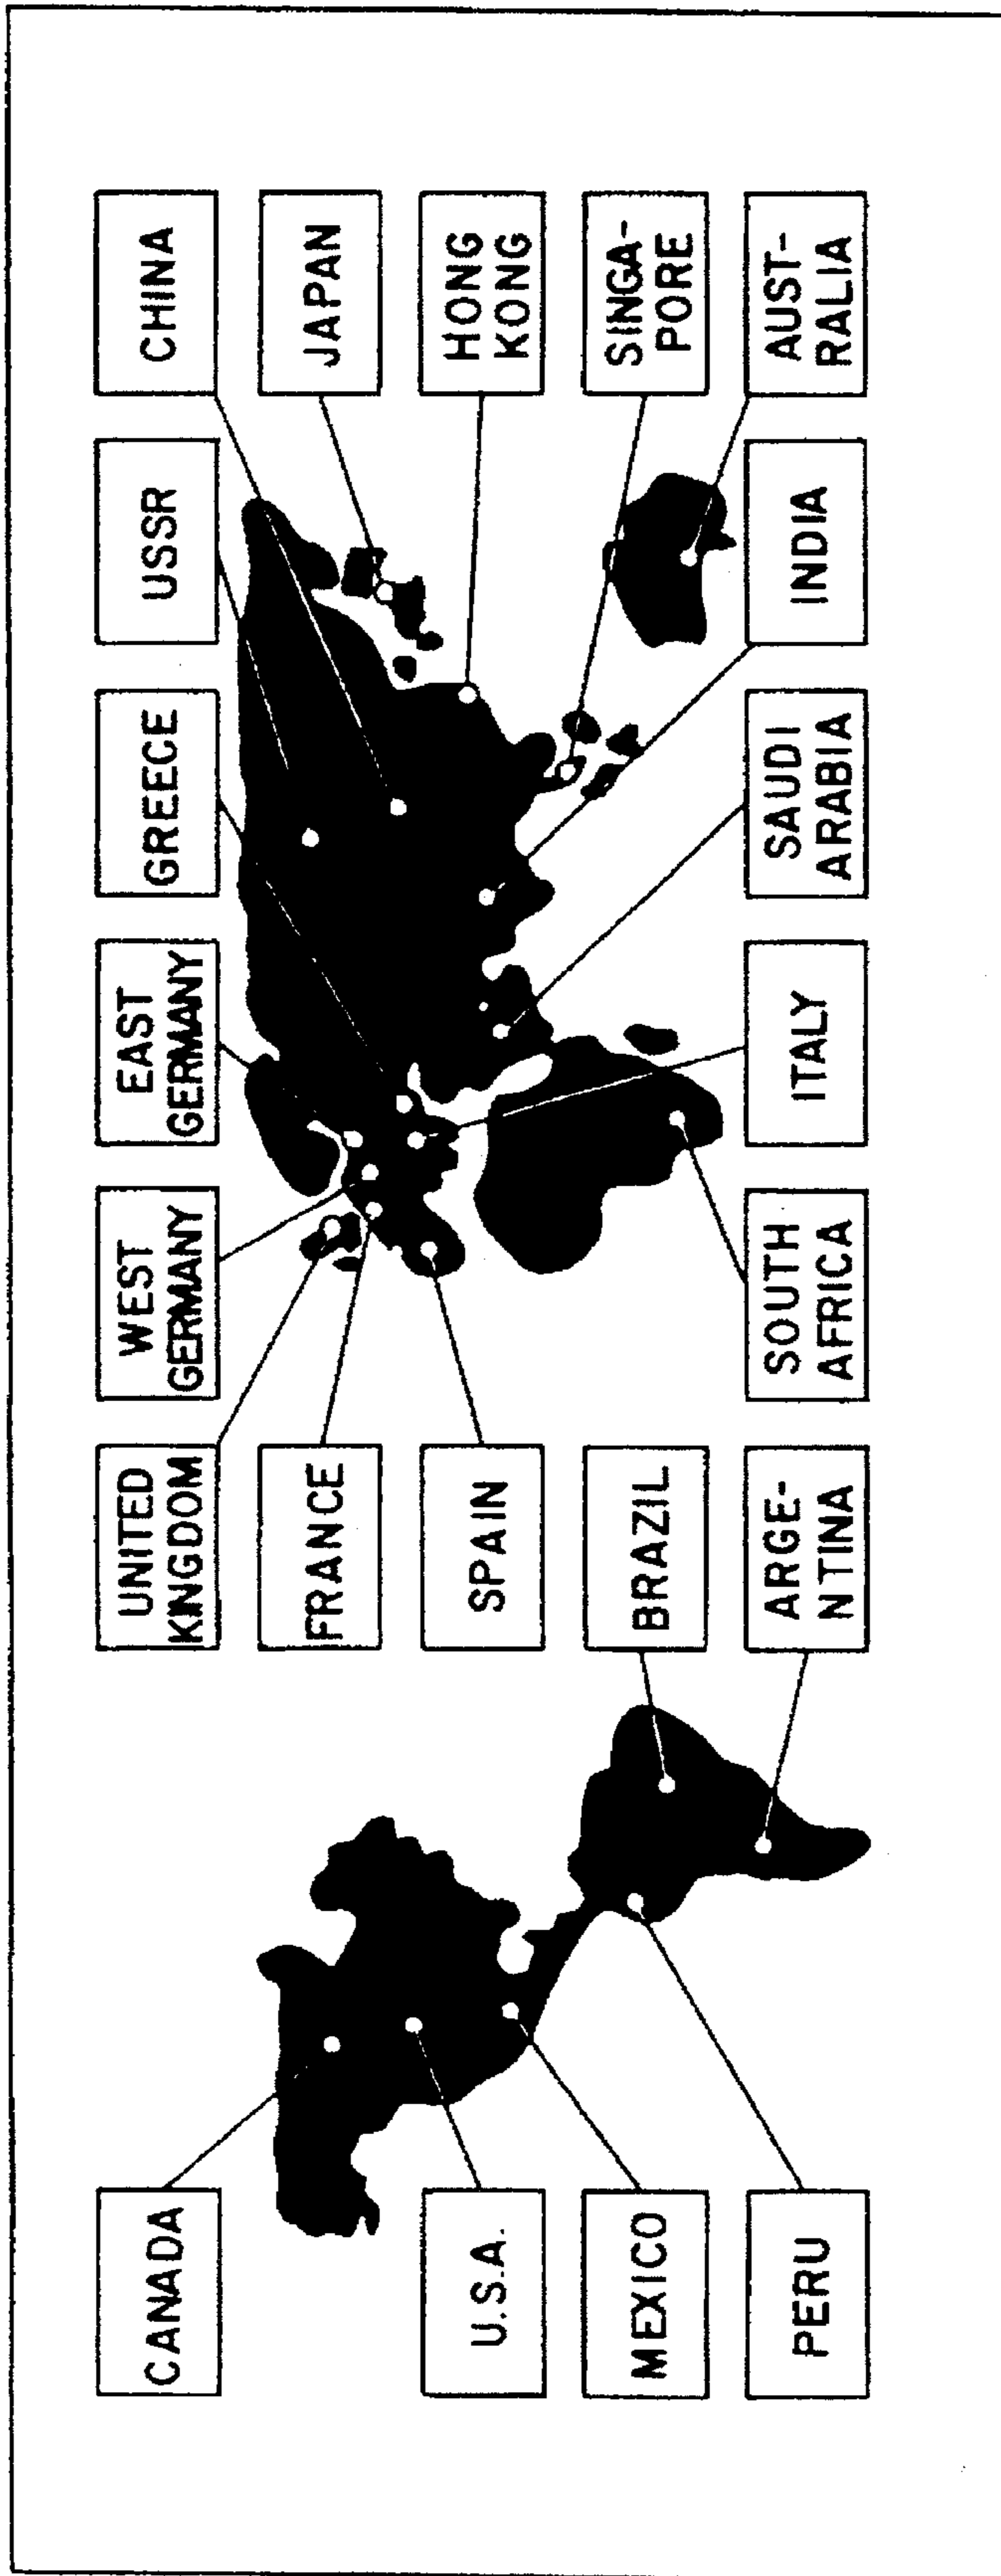 CANADA
U.S.A.
MEXICO
PERU
UNITED
KINGDOM
FRANCE
SPAIN
BRAZIL
ARGE-
NTINA
WEST
GERMANY
EAST
GERMANY
GREECE
USSR
CHINA
JAPAN
HONG
KONG
SINGA-
PORE
AUST-
RALIA
SOUTH
AFRICA
ITALY
SAUDI
ARABIA
INDIA